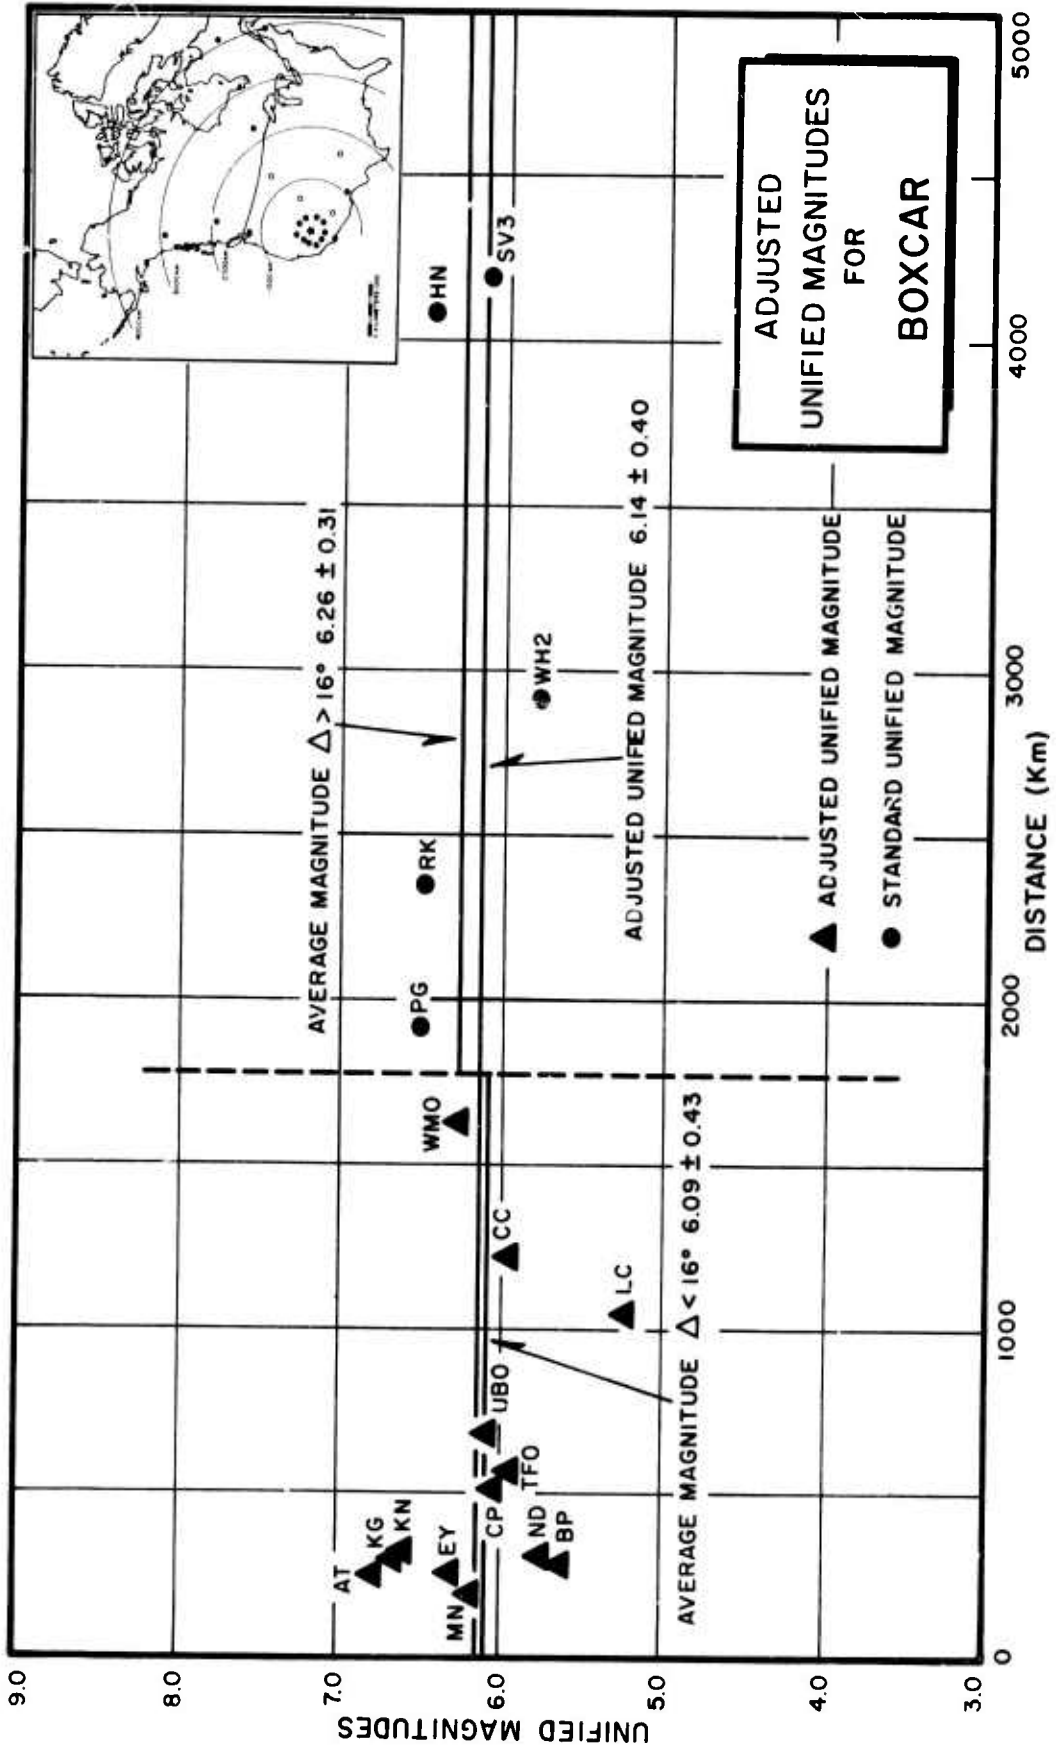 ADJUSTED
UNIFIED MAGNITUDES
FOR
BOXCAR
UNIFIED MAGNITUDES
9.0
8.0
7.0
6.0
5.0
4.0
3.0
0
1000
2000
3000
4000
5000
DISTANCE (Km)
AVERAGE MAGNITUDE Δ > 16° 6.26 ± 0.31
ADJUSTED UNIFIED MAGNITUDE 6.14 ± 0.40
AVERAGE MAGNITUDE Δ < 16° 6.09 ± 0.43
▲ ADJUSTED UNIFIED MAGNITUDE
● STANDARD UNIFIED MAGNITUDE
AT
KG
KN
EY
MN
CP
ND
BP
TFO
UBO
LC
CC
WMO
PG
RK
WH2
HN
SV3